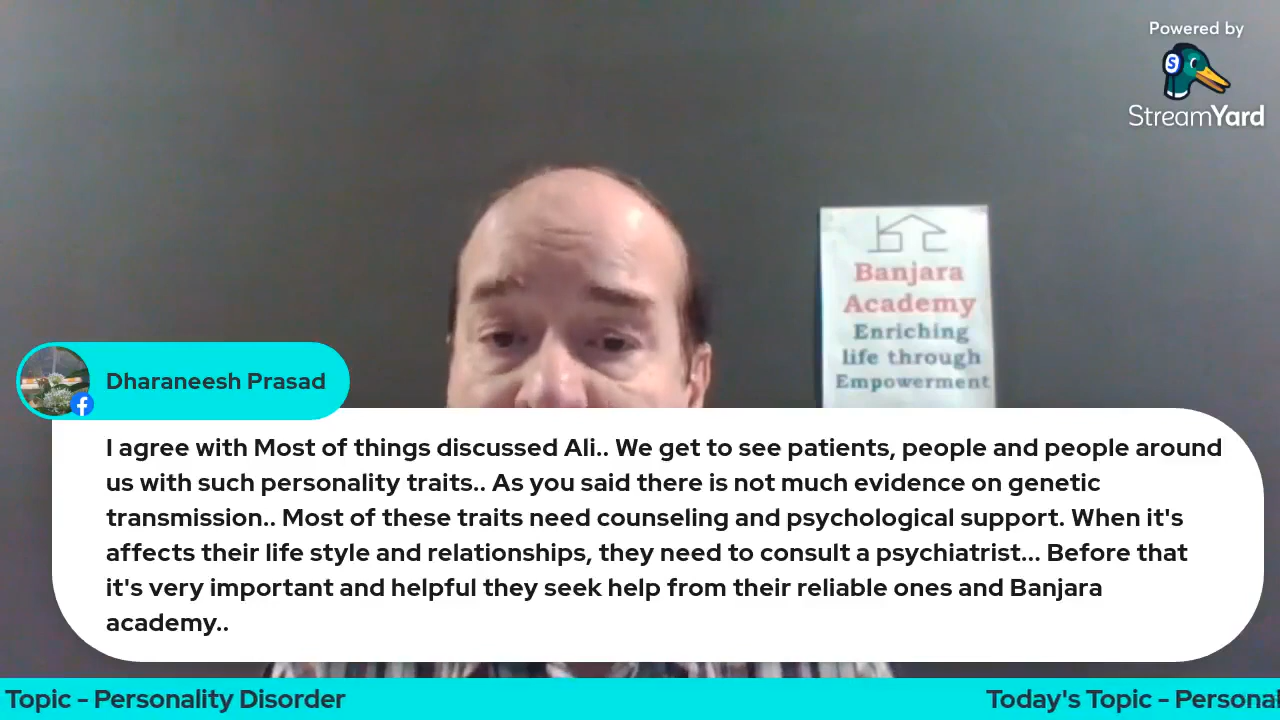 Powered by
StreamYard
Banjara
Academy
Enriching
life through
Empowerment
Dharaneesh Prasad
I agree with Most of things discussed Ali.. We get to see patients, people and people around
us with such personality traits.. As you said there is not much evidence on genetic
transmission.. Most of these traits need counseling and psychological support. When it's
affects their life style and relationships, they need to consult a psychiatrist... Before that
it's very important and helpful they seek help from their reliable ones and Banjara
academy..
Topic - Personality Disorder
Today's Topic - Personal